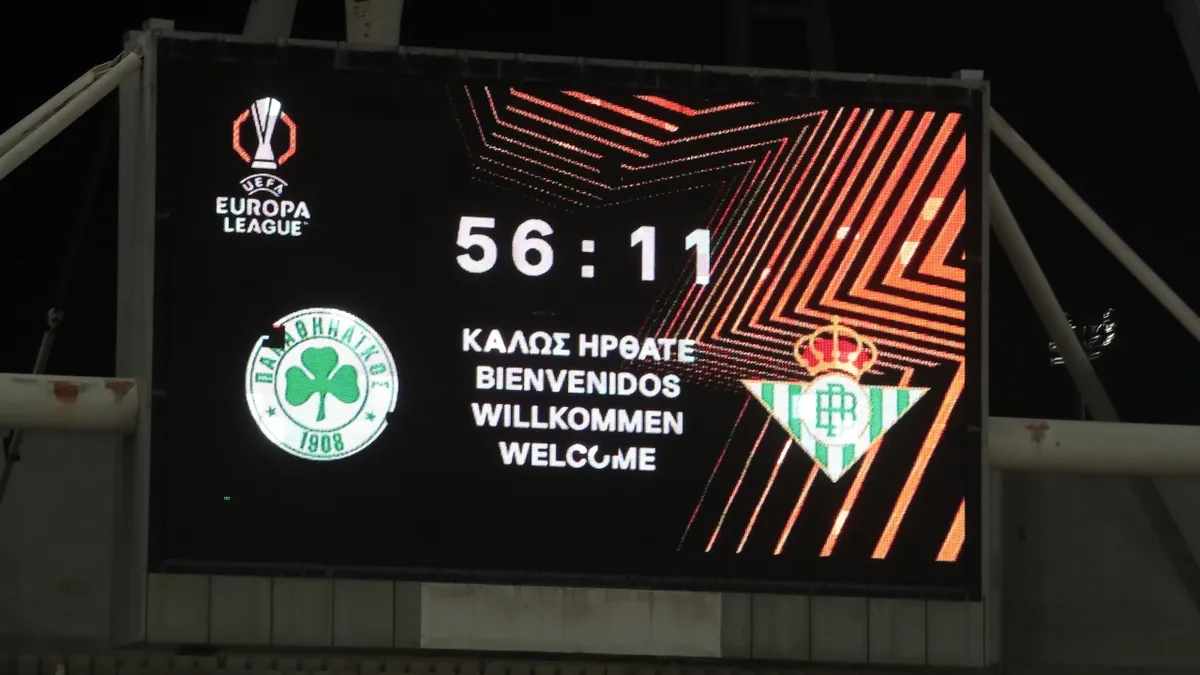 UEFA
EUROPA
LEAGUE
56:11
ΠΑΝΑΘΗΝΑΪΚΟΣ
1908
ΚΑΛΩΣ ΗΡΘΑΤΕ
BIENVENIDOS
WILLKOMMEN
WELCOME